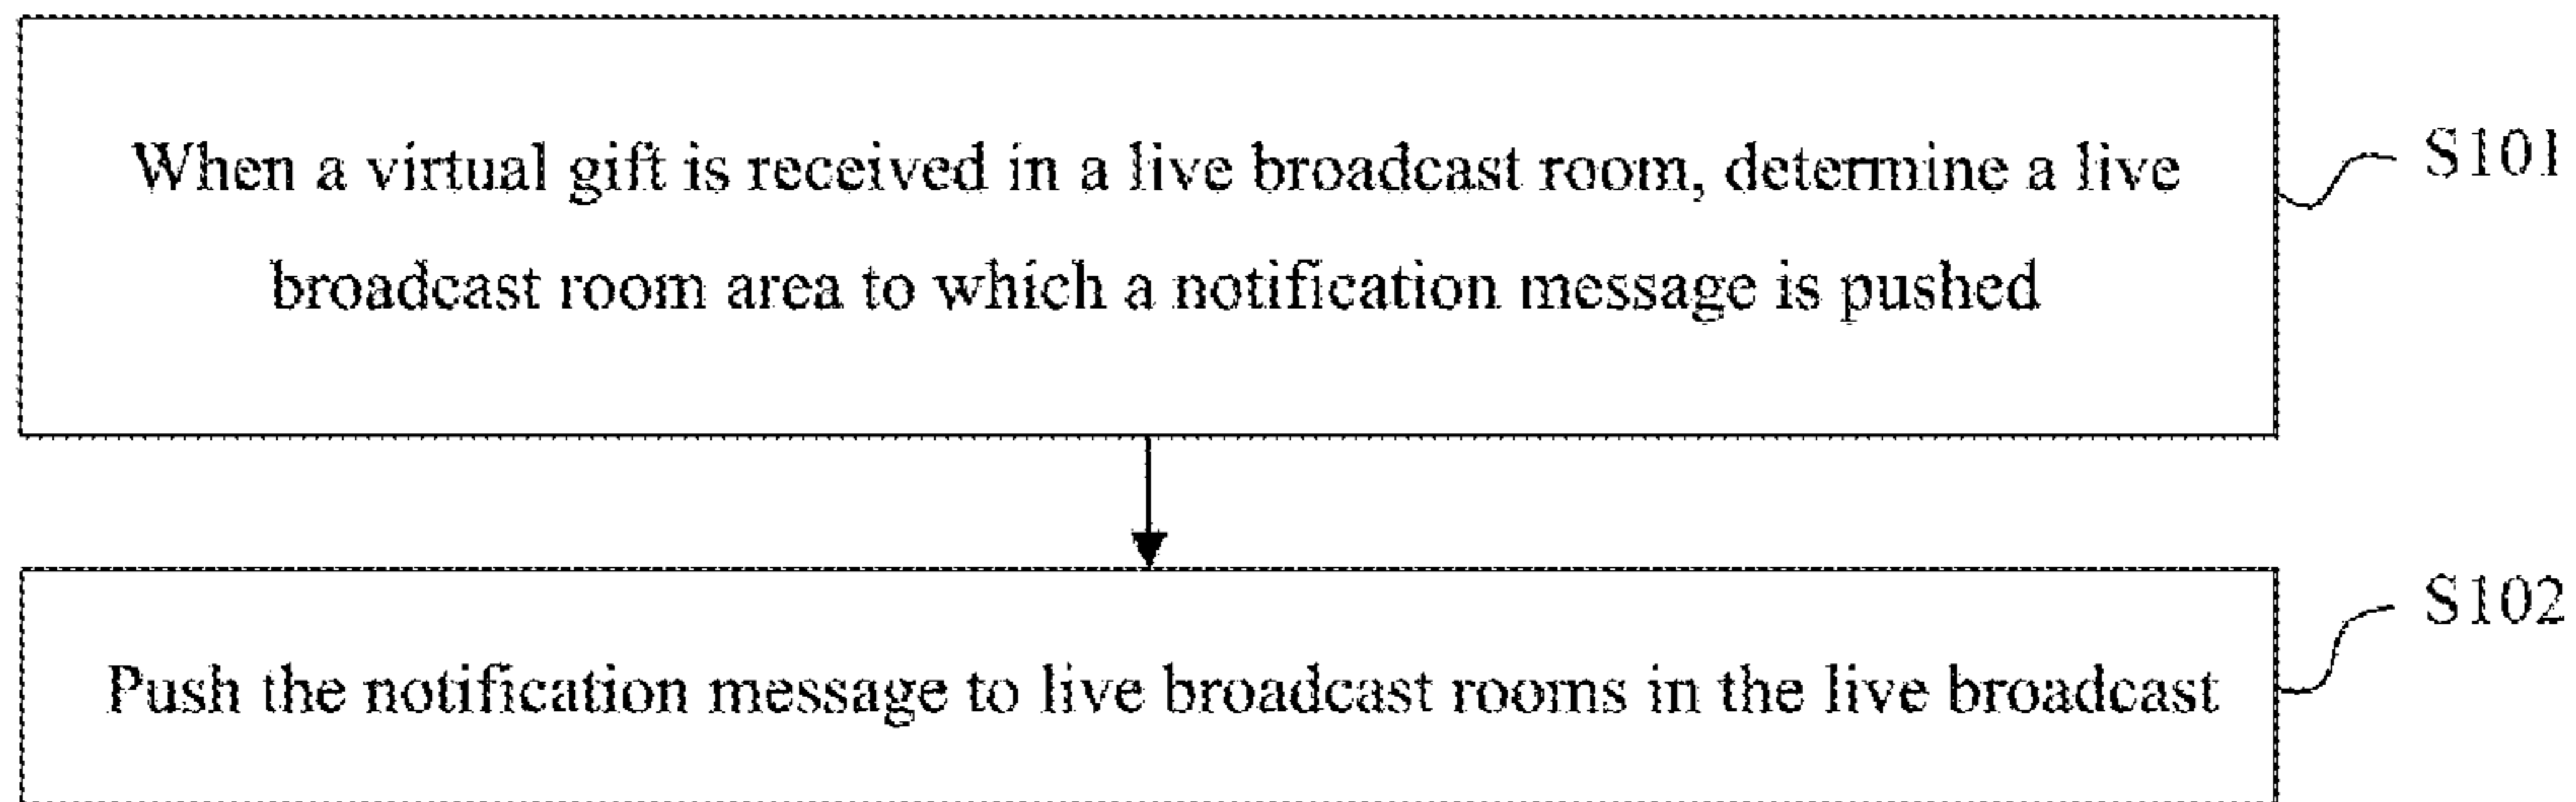 When a virtual gift is received in a live broadcast room, determine a live
S101
broadcast room area to which a notification message is pushed
S102
Push the notification message to live broadcast rooms in the live broadcast